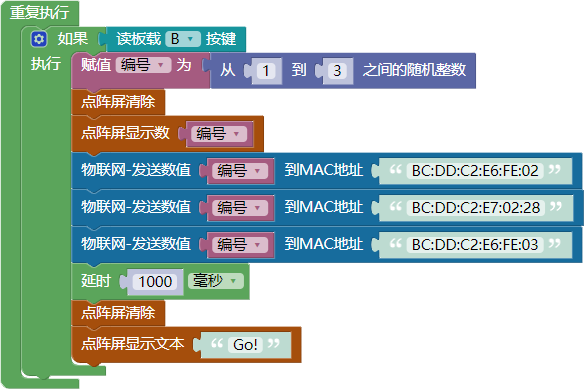 重复执行
如果 读板载 B 按键
执行 赋值 编号 为 从 1 到 3 之间的随机整数
点阵屏清除
点阵屏显示数 编号
物联网-发送数值 编号 到MAC地址 “ BC:DD:C2:E6:FE:02 ”
物联网-发送数值 编号 到MAC地址 “ BC:DD:C2:E7:02:28 ”
物联网-发送数值 编号 到MAC地址 “ BC:DD:C2:E6:FE:03 ”
延时 1000 毫秒
点阵屏清除
点阵屏显示文本 “ Go! ”